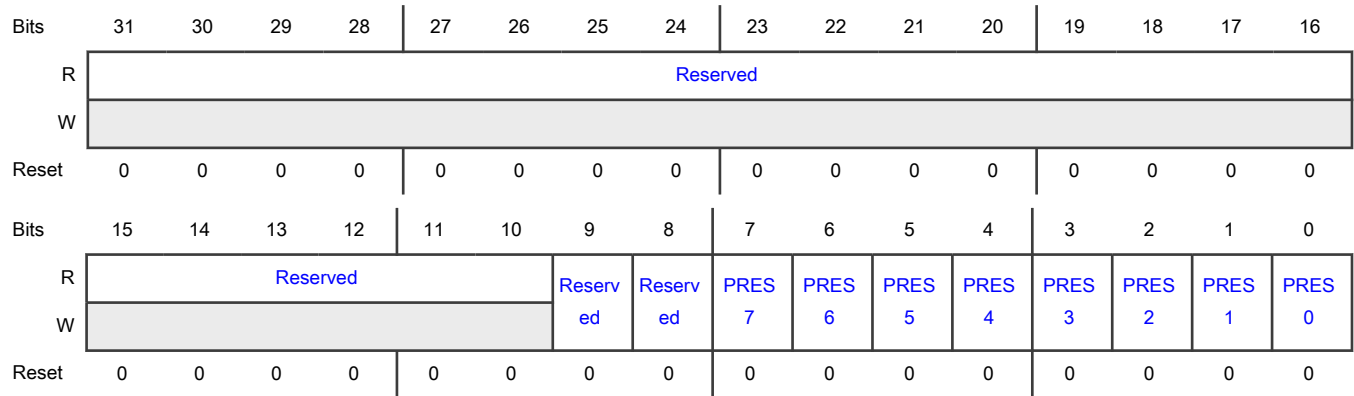 Bits 31 30 29 28 27 26 25 24 23 22 21 20 19 18 17 16
R Reserved
W
Reset 0 0 0 0 0 0 0 0 0 0 0 0 0 0 0 0
Bits 15 14 13 12 11 10 9 8 7 6 5 4 3 2 1 0
R Reserved Reserv Reserv PRES PRES PRES PRES PRES PRES PRES PRES
W ed ed 7 6 5 4 3 2 1 0
Reset 0 0 0 0 0 0 0 0 0 0 0 0 0 0 0 0